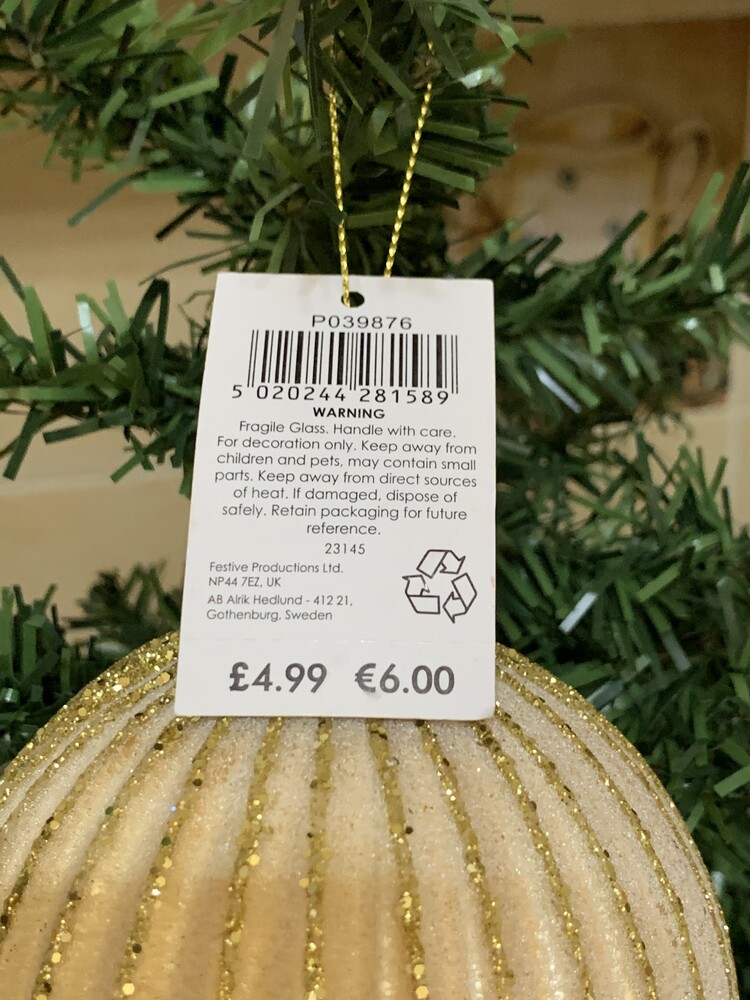 P039876
5 020244 281589
WARNING
Fragile Glass. Handle with care.
For decoration only. Keep away from
children and pets, may contain small
parts. Keep away from direct sources
of heat. If damaged, dispose of
safely. Retain packaging for future
reference.
23145
Festive Productions Ltd.
NP44 7EZ, UK
AB Alrik Hedlund - 412 21,
Gothenburg, Sweden
£4.99 €6.00